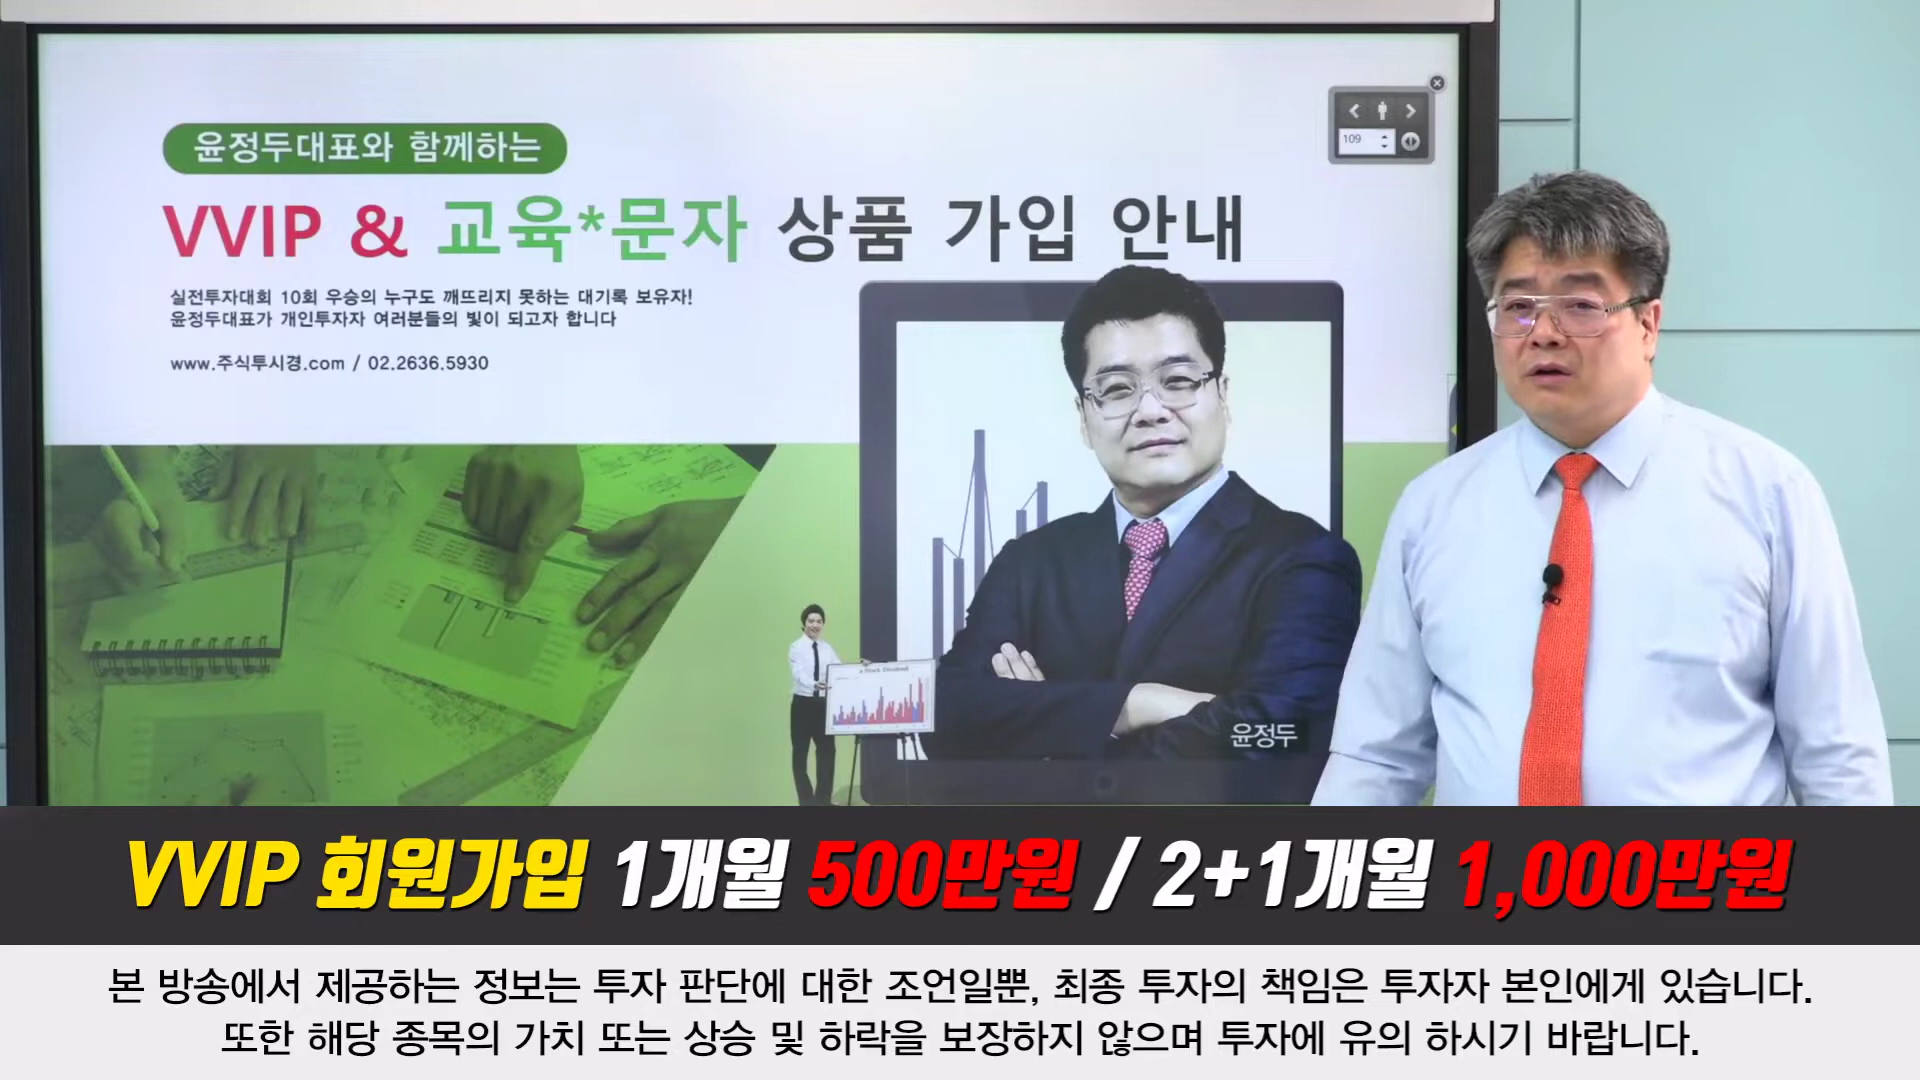 윤정두대표와 함께하는
VVIP & 교육*문자 상품 가입 안내
실전투자대회 10회 우승의 누구도 깨뜨리지 못하는 대기록 보유자!
윤정두대표가 개인투자자 여러분들의 빛이 되고자 합니다
www.주식투시경.com / 02.2636.5930
109
윤정두
VVIP 회원가입 1개월 500만원 / 2+1개월 1,000만원
본 방송에서 제공하는 정보는 투자 판단에 대한 조언일뿐, 최종 투자의 책임은 투자자 본인에게 있습니다.
또한 해당 종목의 가치 또는 상승 및 하락을 보장하지 않으며 투자에 유의 하시기 바랍니다.